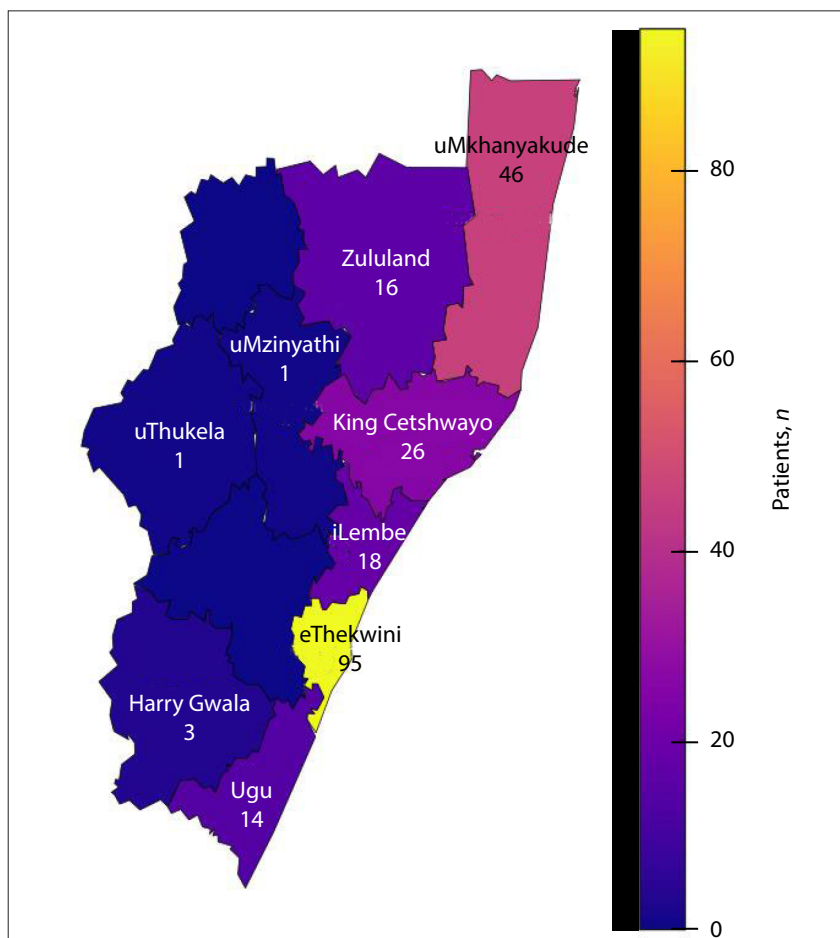 uMkhanyakude
46
Zululand
16
uMzinyathi
1
King Cetshwayo
26
uThukela
1
iLembe
18
eThekwini
95
Harry Gwala
3
Ugu
14
80
60
40
20
0
Patients, n